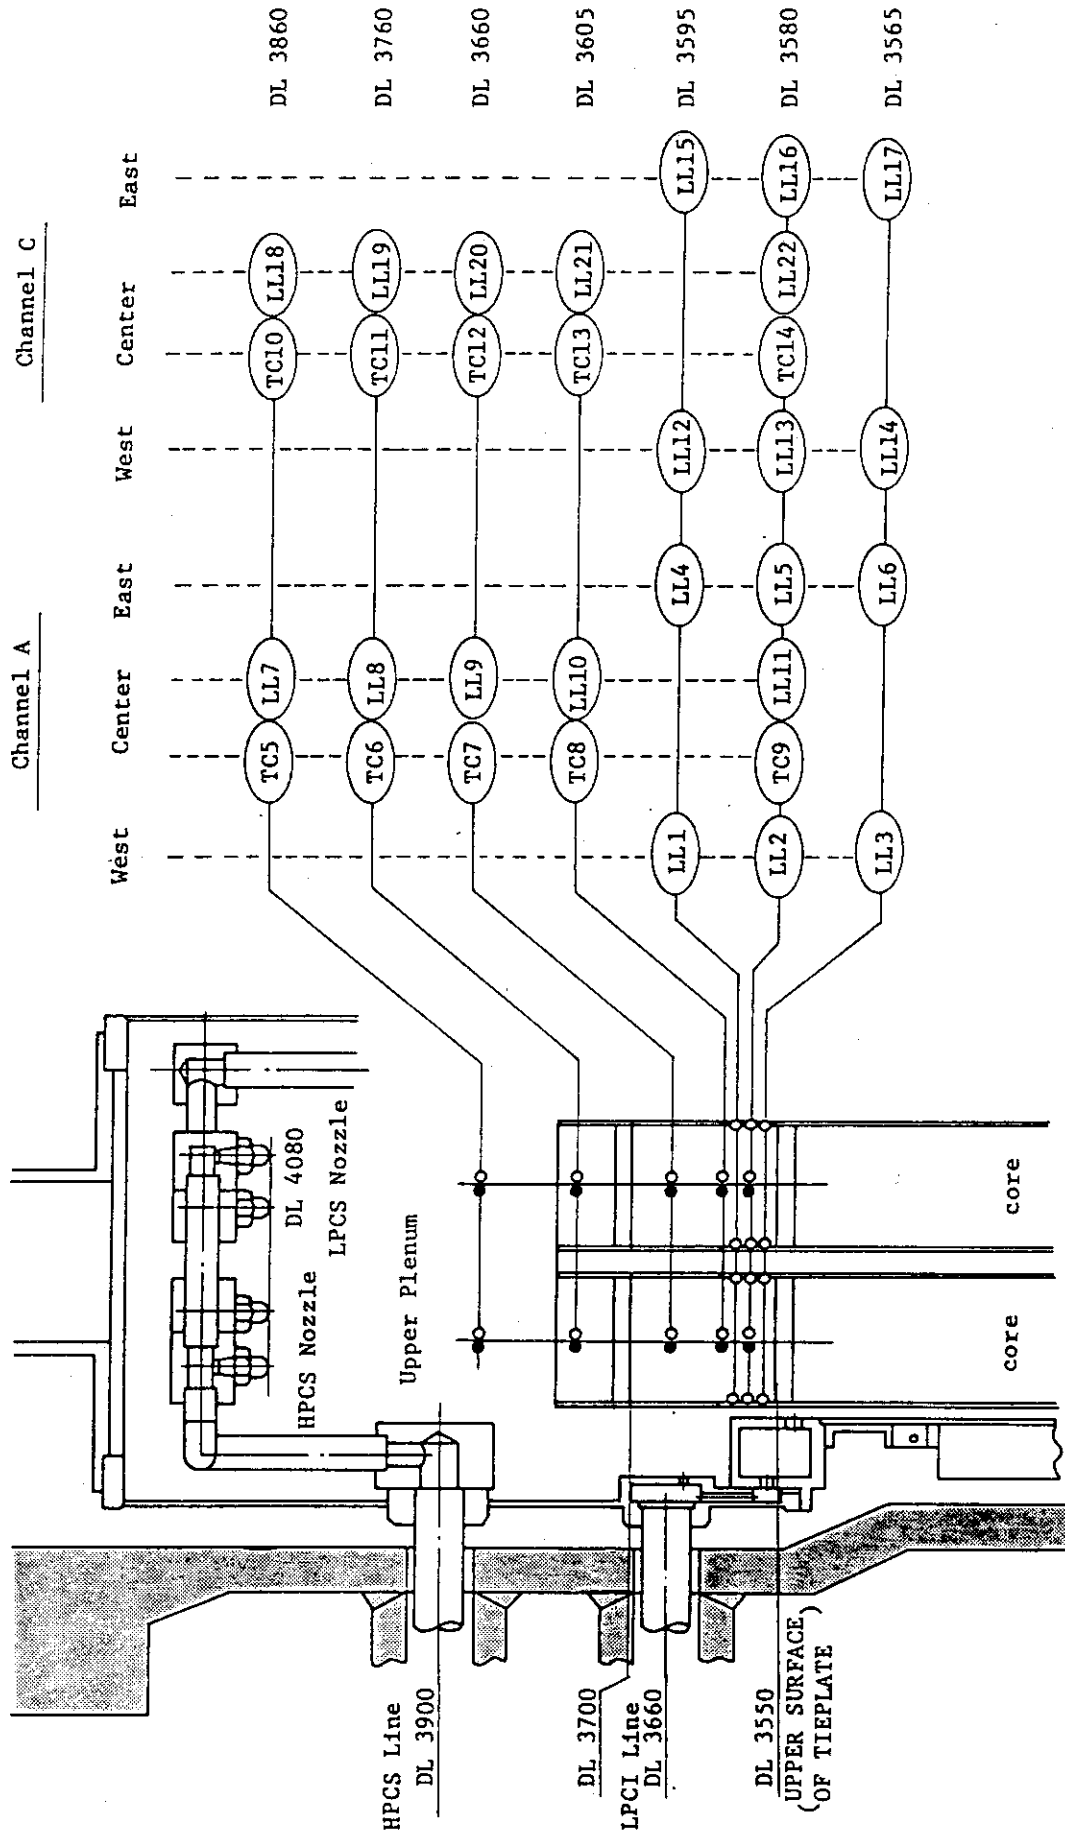 Channel A
Channel C
West
Center
East
West
Center
East
TC5
LL7
TC10
LL18
DL 3860
TC6
LL8
TC11
LL19
DL 3760
TC7
LL9
TC12
LL20
DL 3660
TC8
LL10
TC13
LL21
DL 3605
LL1
LL4
LL12
LL15
DL 3595
LL2
TC9
LL11
LL5
LL13
TC14
LL22
LL16
DL 3580
LL3
LL6
LL14
LL17
DL 3565
DL 4080
HPCS Nozzle
LPCS Nozzle
Upper Plenum
HPCS Line
DL 3900
DL 3700
LPCI Line
DL 3660
DL 3550
(UPPER SURFACE
OF TIEPLATE)
core
core